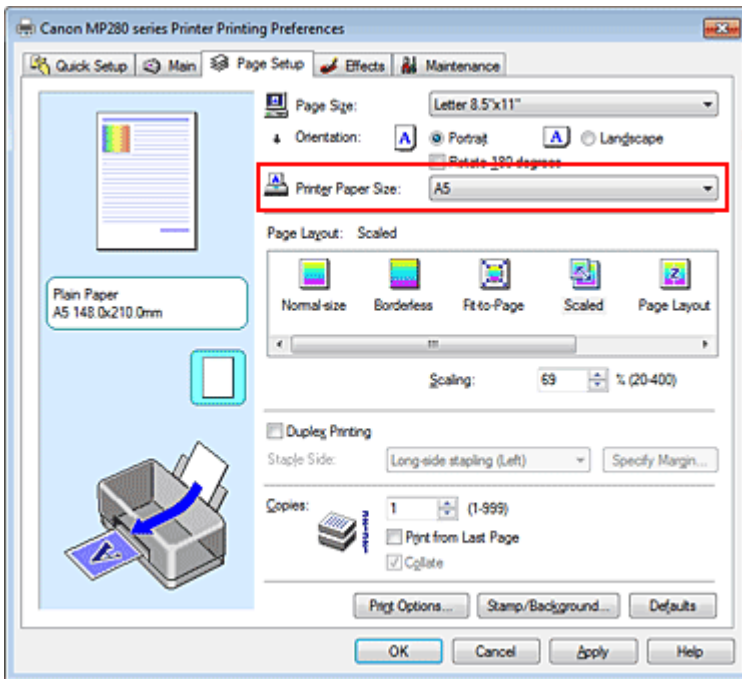 Canon MP280 series Printer Printing Preferences
Quick Setup Main Page Setup Effects Maintenance
Page Size: Letter 8.5"x11"
Orientation: A Portrait A Landscape
Rotate 180 degrees
Printer Paper Size: A5
Page Layout: Scaled
Normal-size Borderless Fit-to-Page Scaled Page Layout
Plain Paper
A5 148.0x210.0mm
Scaling: 69 % (20-400)
Duplex Printing
Staple Side: Long-side stapling (Left) Specify Margin...
Copies: 1 (1-999)
Print from Last Page
Collate
Print Options... Stamp/Background... Defaults
OK Cancel Apply Help